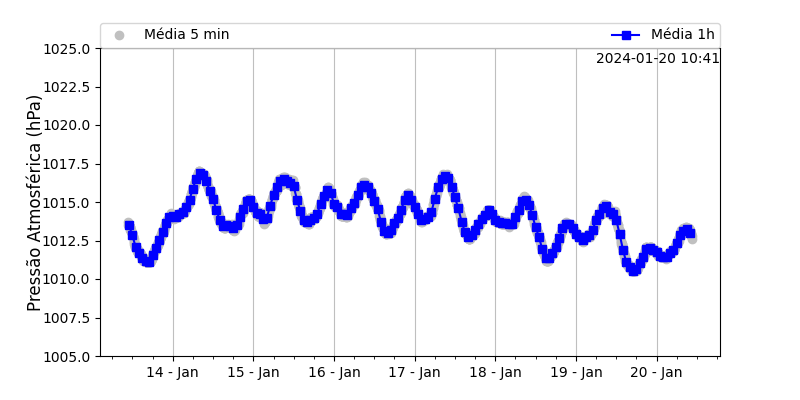 Média 5 min
Média 1h
2024-01-20 10:41
Pressão Atmosférica (hPa)
1025.0
1022.5
1020.0
1017.5
1015.0
1012.5
1010.0
1007.5
1005.0
14 - Jan
15 - Jan
16 - Jan
17 - Jan
18 - Jan
19 - Jan
20 - Jan